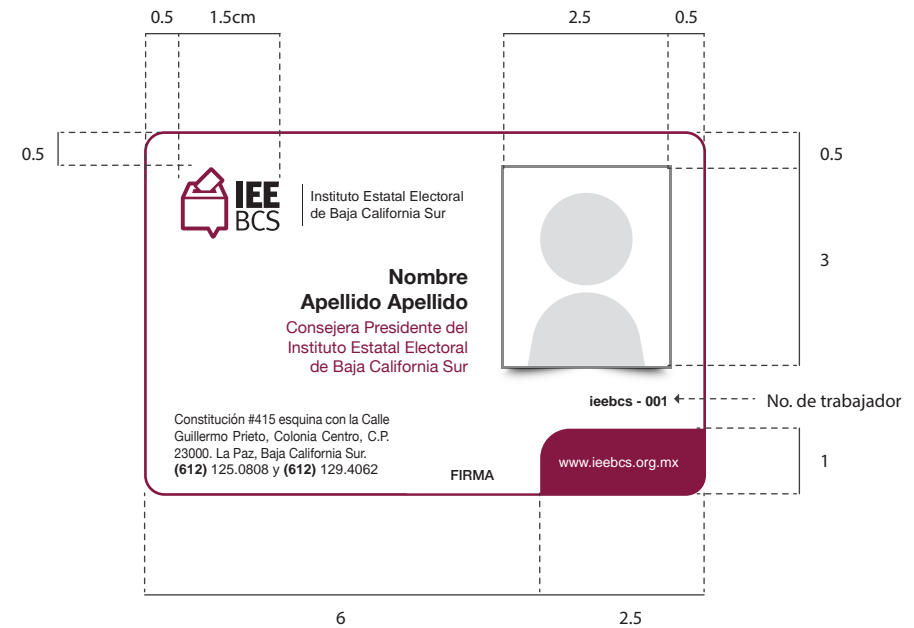 0.5 1.5cm 2.5 0.5
0.5
0.5
IEE
BCS
Instituto Estatal Electoral
de Baja California Sur
3
Nombre
Apellido Apellido
Consejera Presidente del
Instituto Estatal Electoral
de Baja California Sur
ieebcs - 001
No. de trabajador
Constitución #415 esquina con la Calle
Guillermo Prieto, Colonia Centro, C.P.
23000. La Paz, Baja California Sur.
(612) 125.0808 y (612) 129.4062
FIRMA
www.ieebcs.org.mx
1
6 2.5